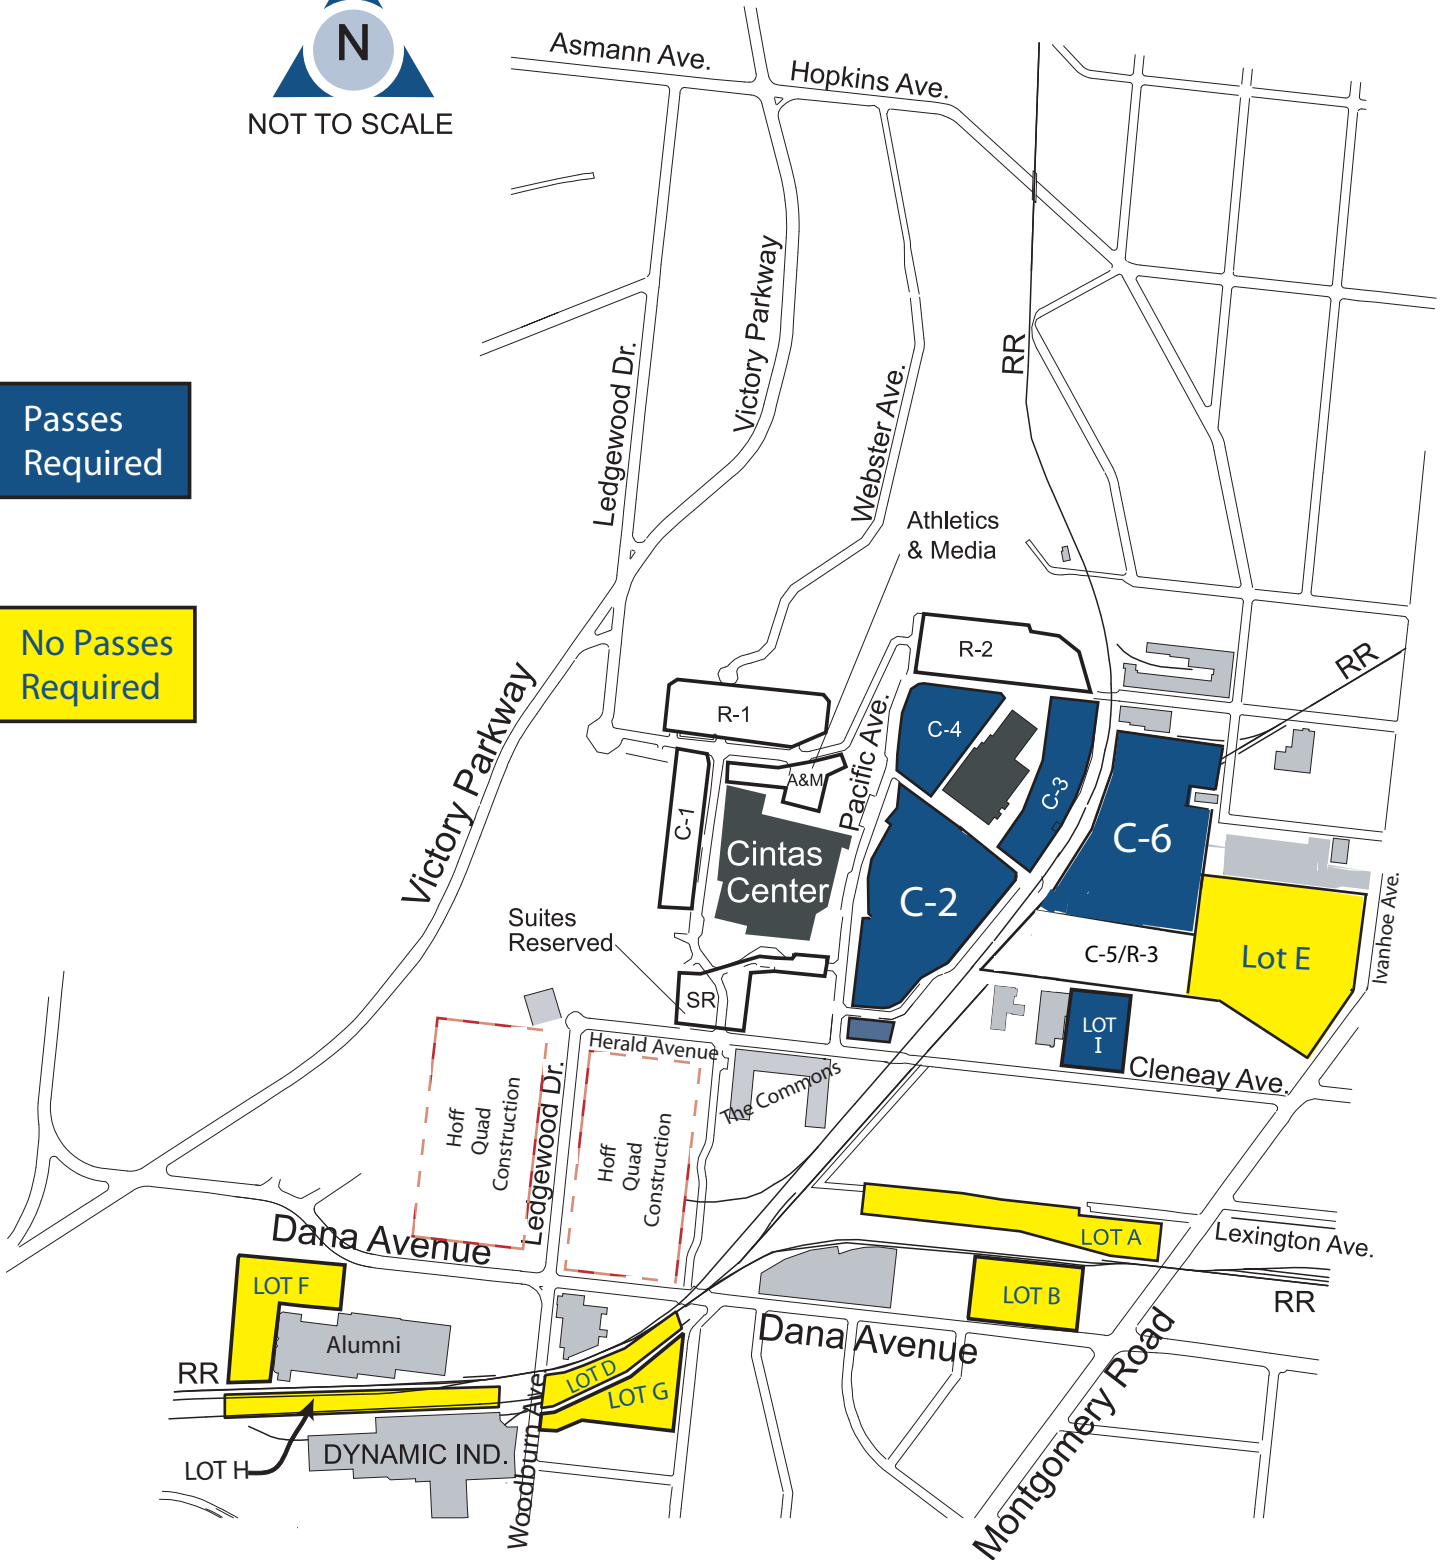 N
NOT TO SCALE
Asmann Ave.
Hopkins Ave.
Passes
Required
No Passes
Required
Ledgewood Dr.
Victory Parkway
Webster Ave.
RR
Athletics
& Media
R-2
RR
Victory Parkway
R-1
Pacific Ave.
C-4
A&M
C-3
C-1
C-6
Cintas
Center
C-2
Ivanhoe Ave.
Suites
Reserved
C-5/R-3
Lot E
SR
LOT
I
Herald Avenue
Cleneay Ave.
The Commons
Hoff
Quad
Construction
Ledgewood Dr.
Hoff
Quad
Construction
Dana Avenue
LOT A
Lexington Ave.
LOT F
LOT B
RR
Alumni
Dana Avenue
RR
LOT D
LOT G
Montgomery Road
Woodburn Ave.
DYNAMIC IND.
LOT H